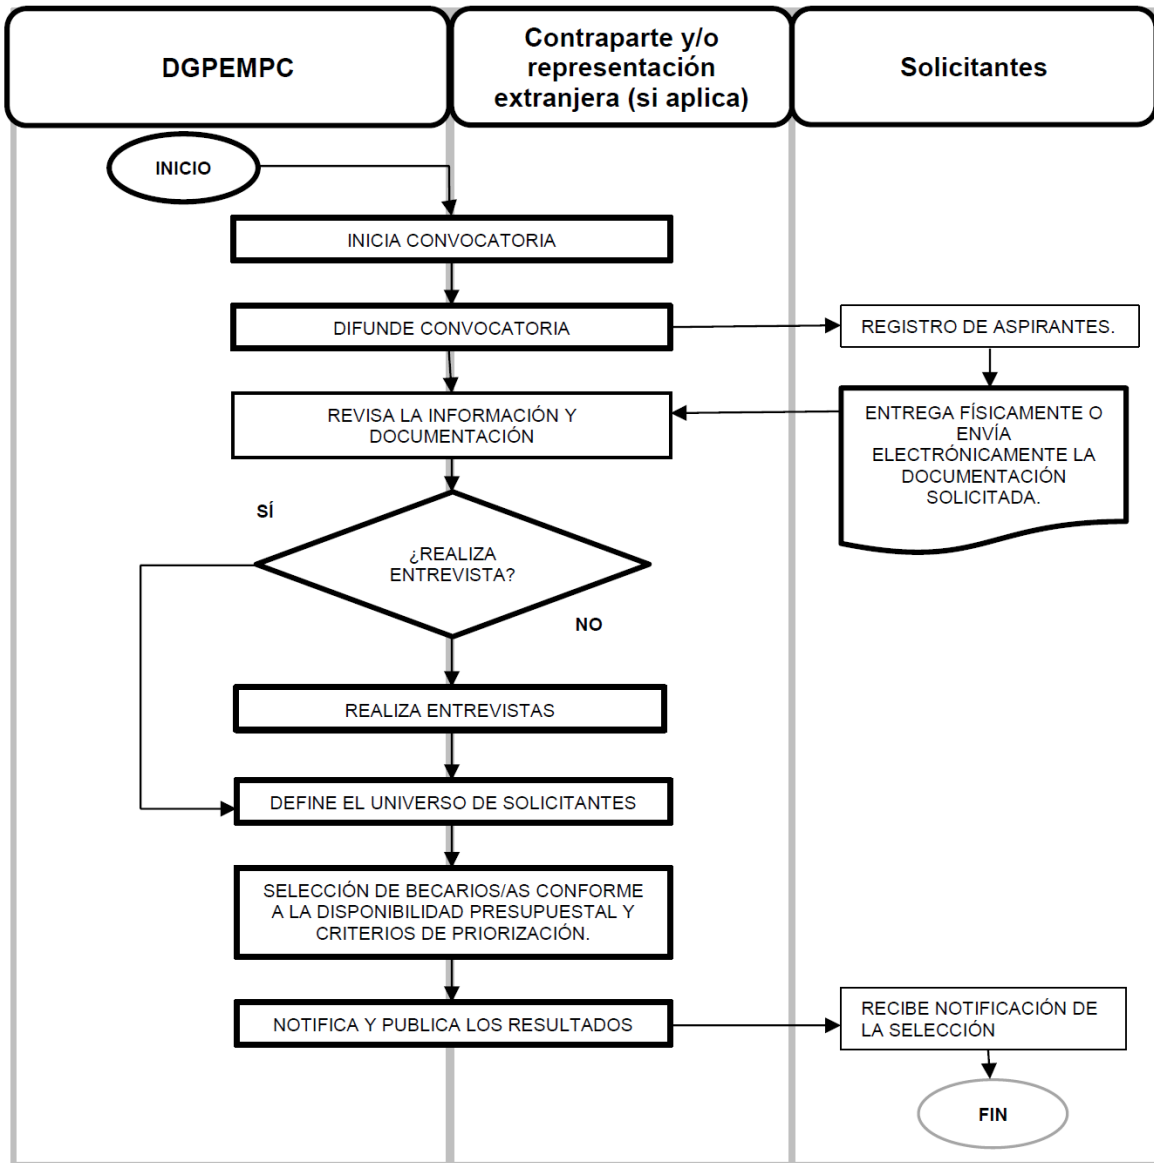 DGPEMPC
Contraparte y/o
representación
extranjera (si aplica)
Solicitantes
INICIO
INICIA CONVOCATORIA
DIFUNDE CONVOCATORIA
REGISTRO DE ASPIRANTES.
REVISA LA INFORMACIÓN Y
DOCUMENTACIÓN
ENTREGA FÍSICAMENTE O
ENVÍA
ELECTRÓNICAMENTE LA
DOCUMENTACIÓN
SOLICITADA.
SÍ
¿REALIZA
ENTREVISTA?
NO
REALIZA ENTREVISTAS
DEFINE EL UNIVERSO DE SOLICITANTES
SELECCIÓN DE BECARIOS/AS CONFORME
A LA DISPONIBILIDAD PRESUPUESTAL Y
CRITERIOS DE PRIORIZACIÓN.
NOTIFICA Y PUBLICA LOS RESULTADOS
RECIBE NOTIFICACIÓN DE
LA SELECCIÓN
FIN